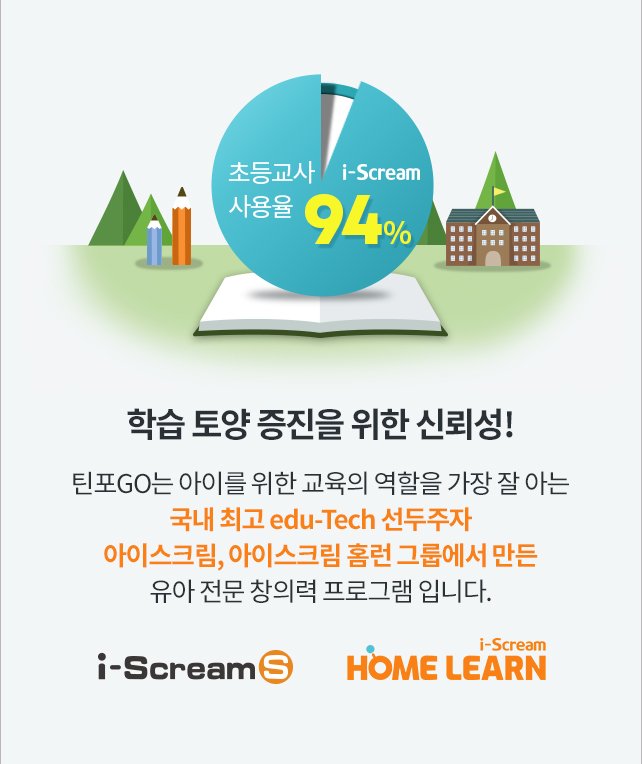 초등교사 i-Scream
사용율 94%
학습 토양 증진을 위한 신뢰성!
틴포GO는 아이를 위한 교육의 역할을 가장 잘 아는
국내 최고 edu-Tech 선두주자
아이스크림, 아이스크림 홈런 그룹에서 만든
유아 전문 창의력 프로그램 입니다.
i-Scream S
i-Scream
HOME LEARN